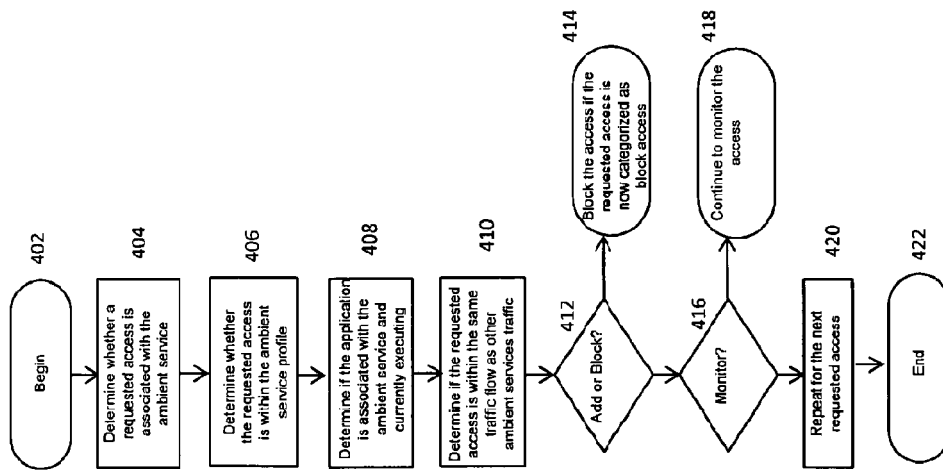 402
Begin
404
Determine whether a
requested access is
associated with the
ambient service
406
Determine whether
the requested access
is within the ambient
service profile
408
Determine if the application
is associated with the
ambient service and
currently executing
410
Determine if the requested
access is within the same
traffic flow as other
ambient services traffic
412
Add or Block?
414
Block the access if the
requested access is
now categorized as
block access
416
Monitor?
418
Continue to monitor the
access
420
Repeat for the next
requested access
422
End